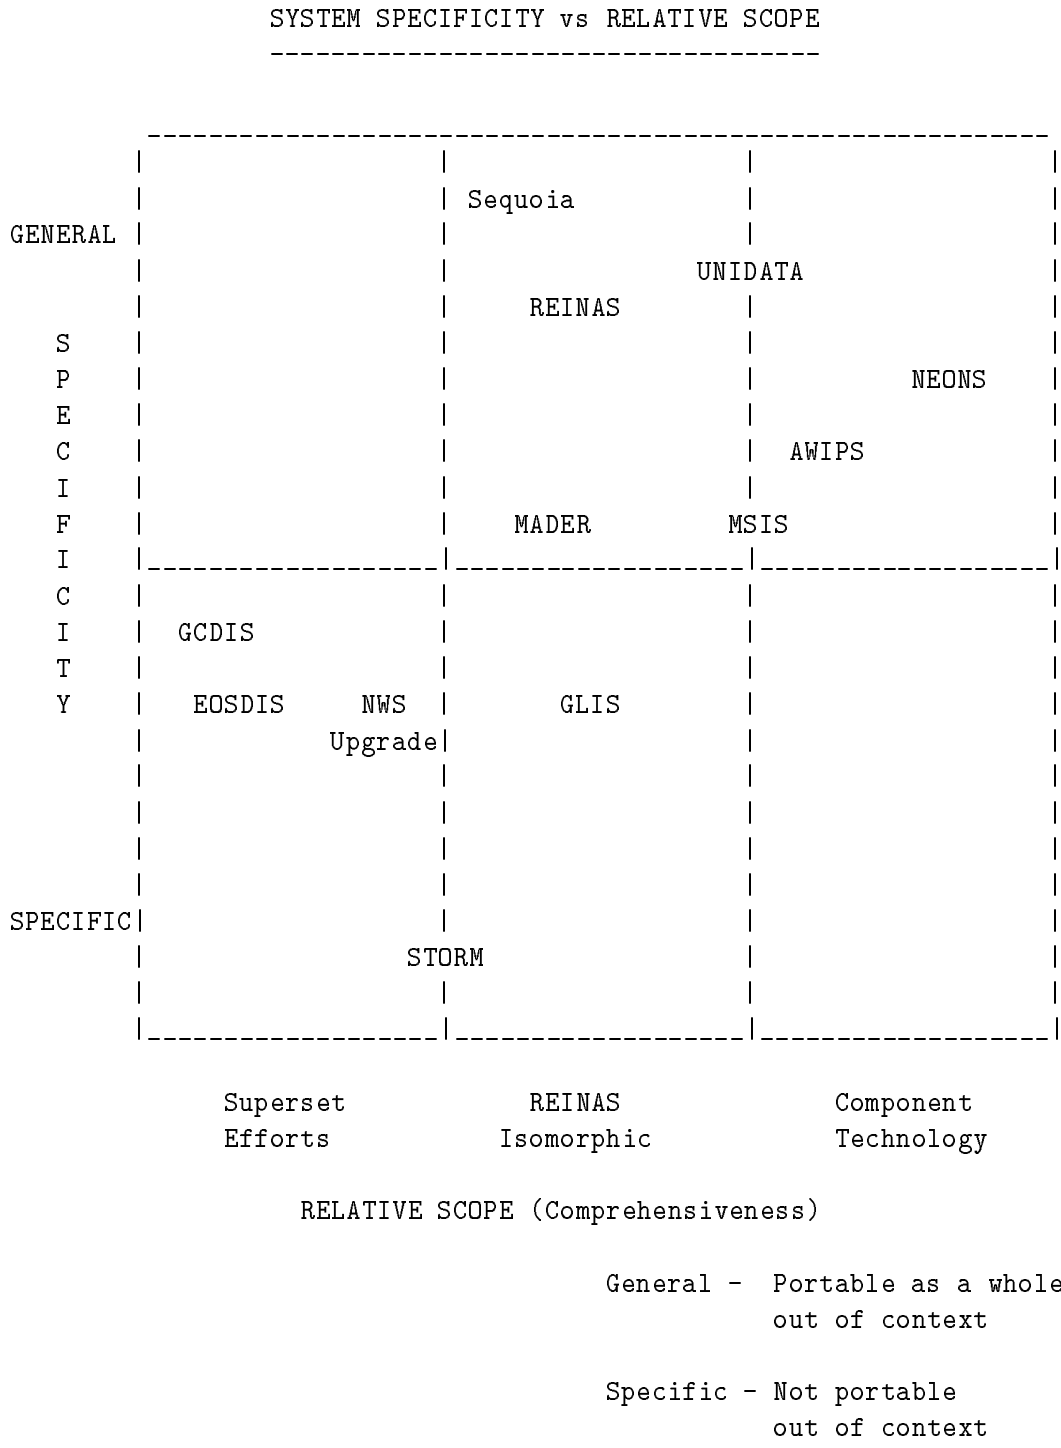 SYSTEM SPECIFICITY vs RELATIVE SCOPE
Sequoia
GENERAL
UNIDATA
REINAS
S
P NEONS
E
C AWIPS
I
F MADER MSIS
I
C
I GCDIS
T
Y EOSDIS NWS GLIS
Upgrade
SPECIFIC
STORM
Superset REINAS Component
Efforts Isomorphic Technology
RELATIVE SCOPE (Comprehensiveness)
General - Portable as a whole
out of context
Specific - Not portable
out of context